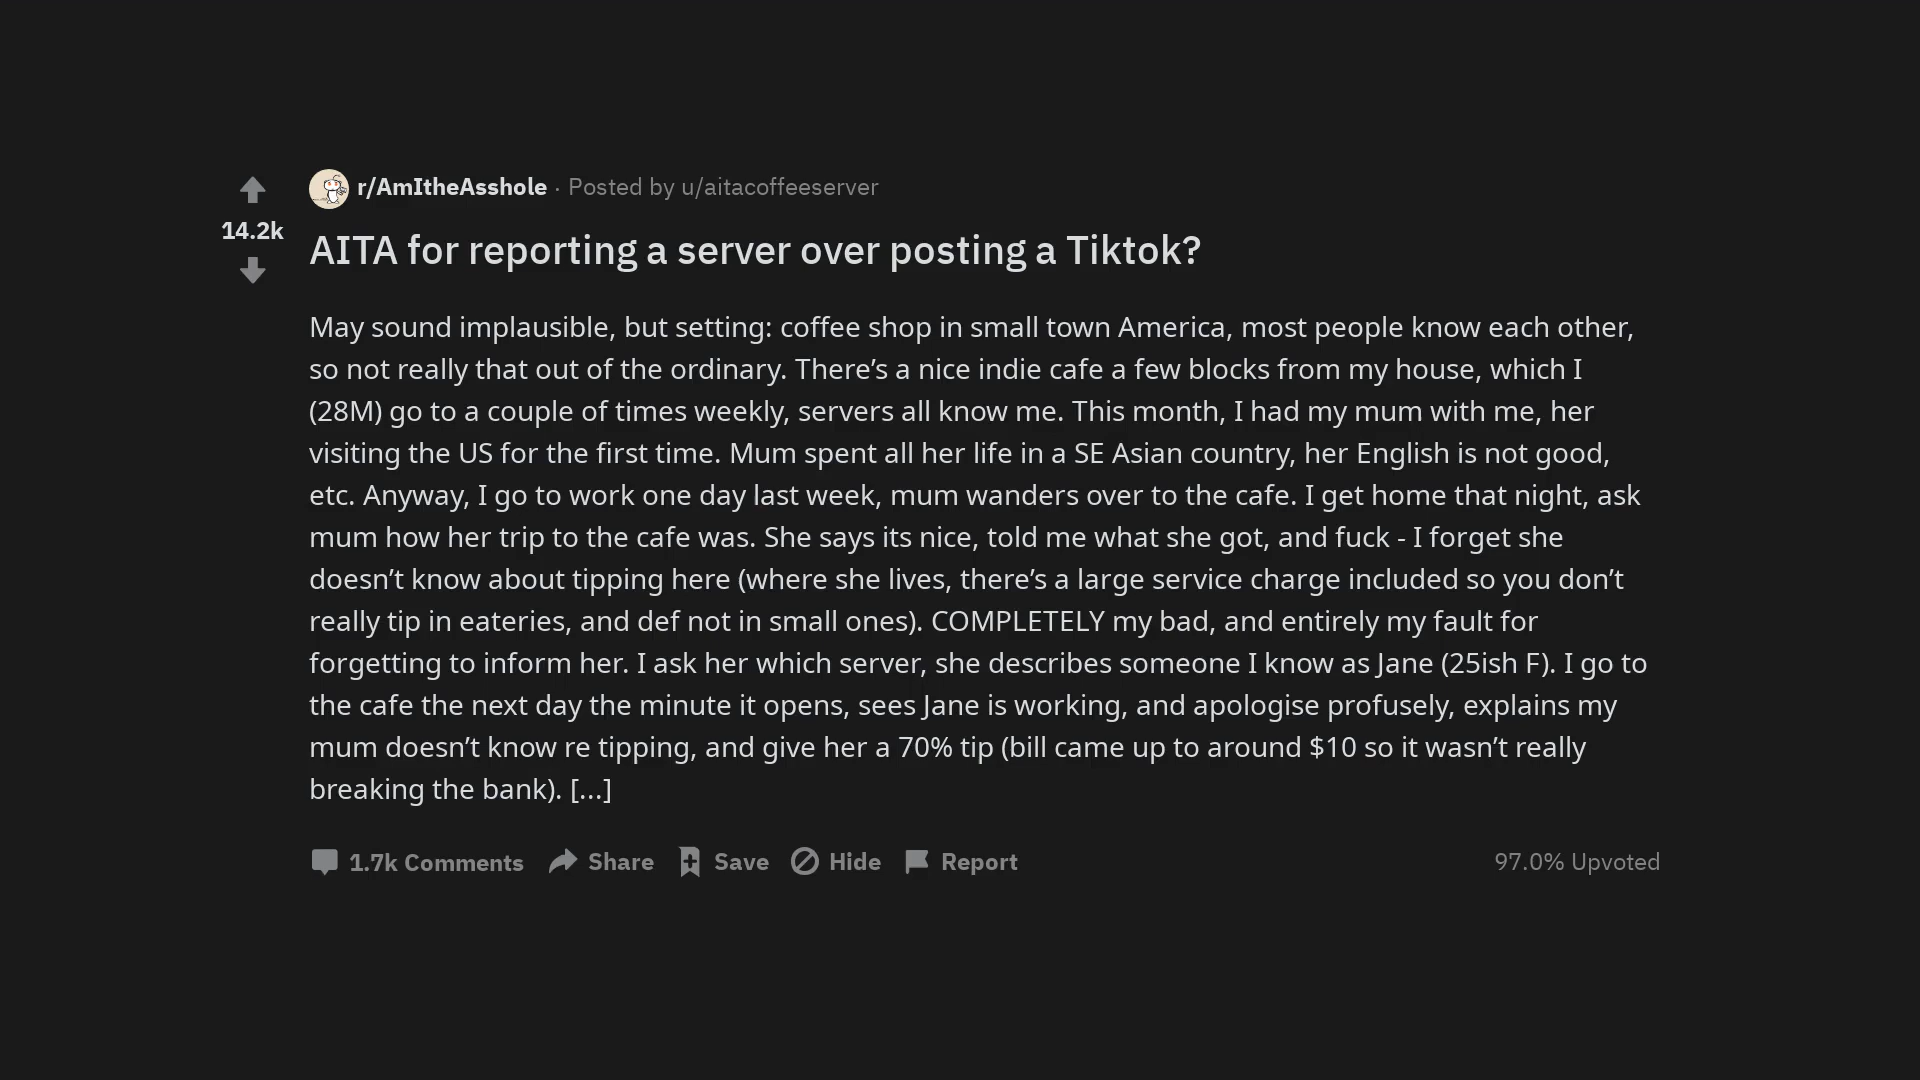 r/AmItheAsshole · Posted by u/aitacoffeeserver
14.2k
AITA for reporting a server over posting a Tiktok?
May sound implausible, but setting: coffee shop in small town America, most people know each other,
so not really that out of the ordinary. There’s a nice indie cafe a few blocks from my house, which I
(28M) go to a couple of times weekly, servers all know me. This month, I had my mum with me, her
visiting the US for the first time. Mum spent all her life in a SE Asian country, her English is not good,
etc. Anyway, I go to work one day last week, mum wanders over to the cafe. I get home that night, ask
mum how her trip to the cafe was. She says its nice, told me what she got, and fuck - I forget she
doesn’t know about tipping here (where she lives, there’s a large service charge included so you don’t
really tip in eateries, and def not in small ones). COMPLETELY my bad, and entirely my fault for
forgetting to inform her. I ask her which server, she describes someone I know as Jane (25ish F). I go to
the cafe the next day the minute it opens, sees Jane is working, and apologise profusely, explains my
mum doesn’t know re tipping, and give her a 70% tip (bill came up to around $10 so it wasn’t really
breaking the bank). [...]
1.7k Comments Share Save Hide Report 97.0% Upvoted